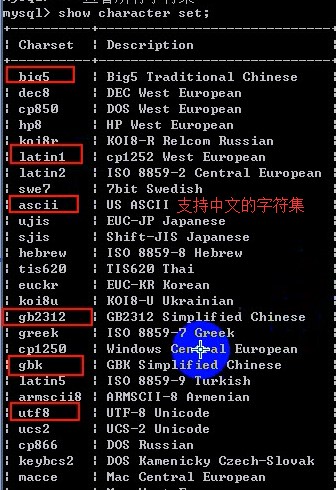 mysql> show character set;
| Charset | Description
| big5 | Big5 Traditional Chinese
| dec8 | DEC West European
| cp850 | DOS West European
| hp8 | HP West European
| koi8r | KOI8-R Relcom Russian
| latin1 | cp1252 West European
| latin2 | ISO 8859-2 Central European
| swe7 | 7bit Swedish
| ascii | US ASCII 支持中文的字符集
| ujis | EUC-JP Japanese
| sjis | Shift-JIS Japanese
| hebrew | ISO 8859-8 Hebrew
| tis620 | TIS620 Thai
| euckr | EUC-KR Korean
| koi8u | KOI8-U Ukrainian
| gb2312 | GB2312 Simplified Chinese
| greek | ISO 8859-7 Greek
| cp1250 | Windows Central European
| gbk | GBK Simplified Chinese
| latin5 | ISO 8859-9 Turkish
| armscii8 | ARMSCII-8 Armenian
| utf8 | UTF-8 Unicode
| ucs2 | UCS-2 Unicode
| cp866 | DOS Russian
| keybcs2 | DOS Kamenicky Czech-Slovak
| macce | Mac Central European